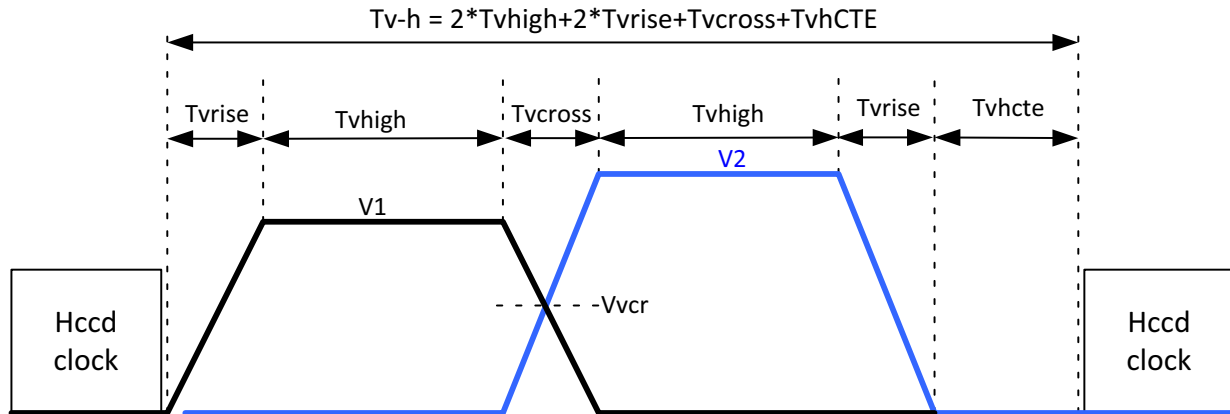 Tv-h = 2*Tvhigh+2*Tvrise+Tvcross+TvhCTE
Tvrise Tvhigh Tvcross Tvhigh Tvrise Tvhcte
V2
V1
Vvcr
Hccd
clock
Hccd
clock